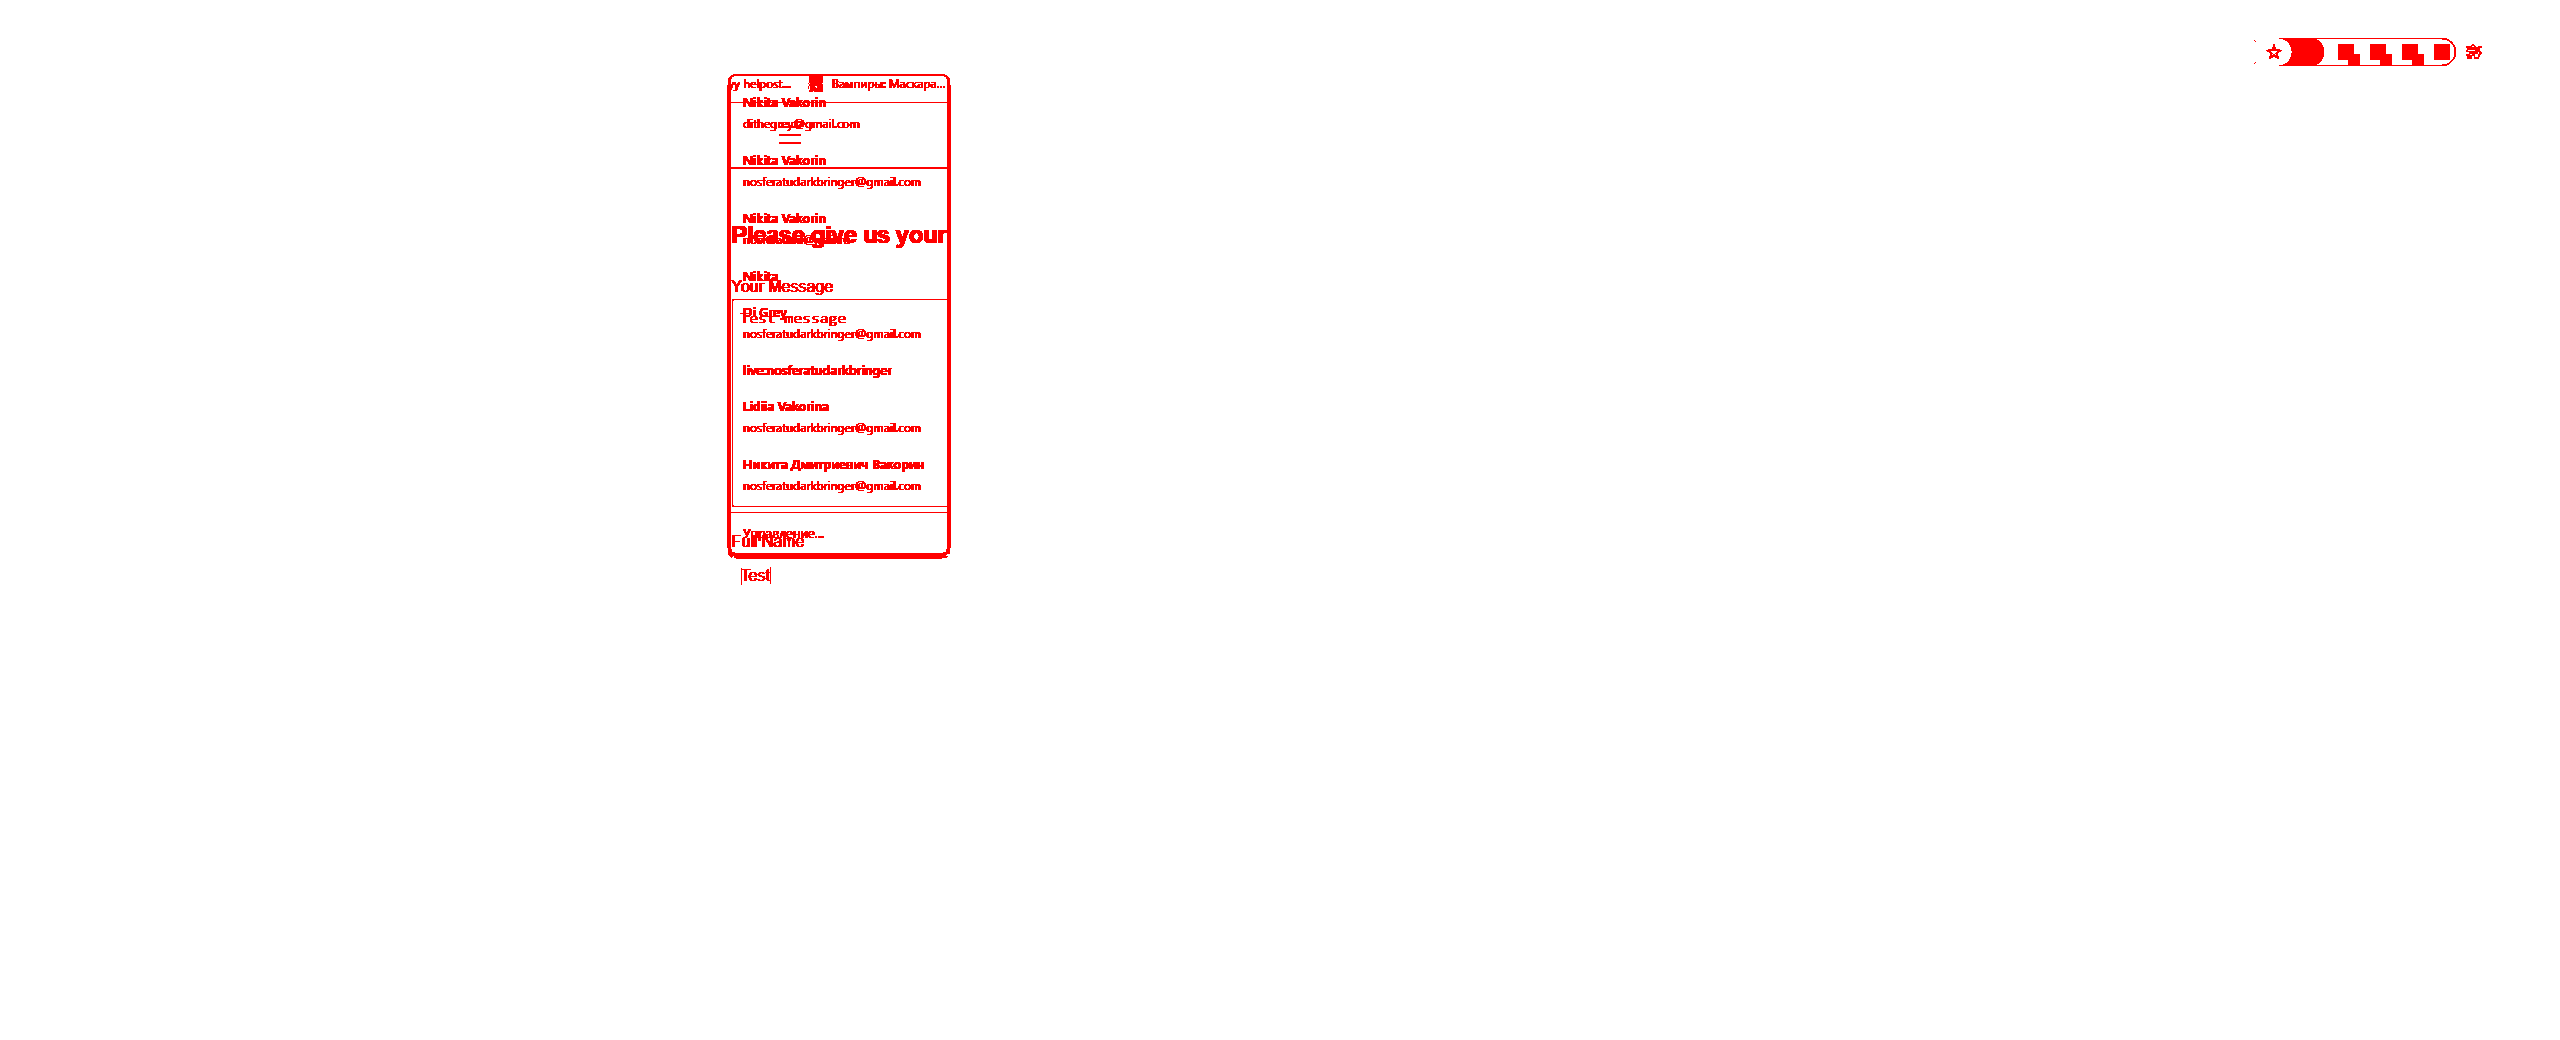 yy helpost... Вампиры: Маскара...
Nikita Vakorin
dithegrey@gmail.com
Nikita Vakorin
nosferatudarkbringer@gmail.com
Nikita Vakorin
Please give us your
Nikita
Your Message
Di Grey
Test message
nosferatudarkbringer@gmail.com
live:nosferatudarkbringer
Lidiia Vakorina
nosferatudarkbringer@gmail.com
Никита Дмитриевич Вакорин
nosferatudarkbringer@gmail.com
Управление...
Full Name
Test